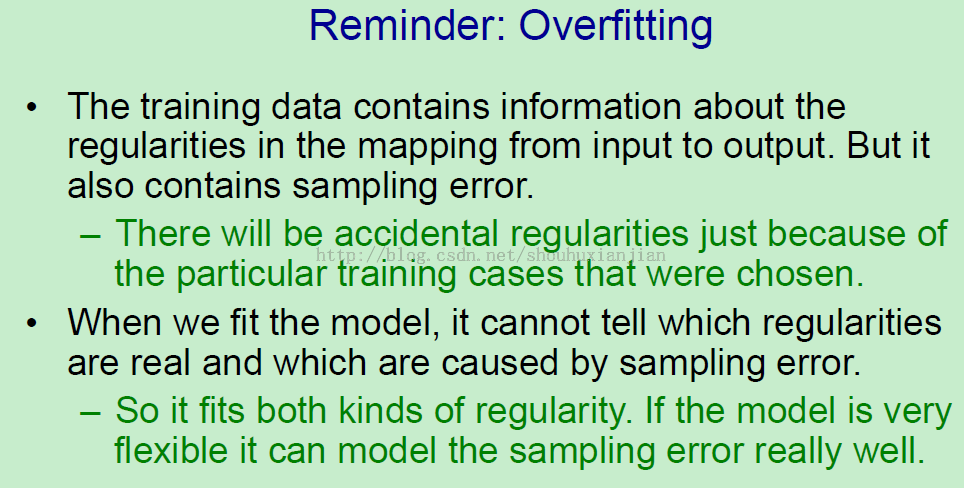 Reminder: Overfitting
• The training data contains information about the
regularities in the mapping from input to output. But it
also contains sampling error.
– There will be accidental regularities just because of
http://blog.csdn.net/shouhuxianjian
the particular training cases that were chosen.
• When we fit the model, it cannot tell which regularities
are real and which are caused by sampling error.
– So it fits both kinds of regularity. If the model is very
flexible it can model the sampling error really well.